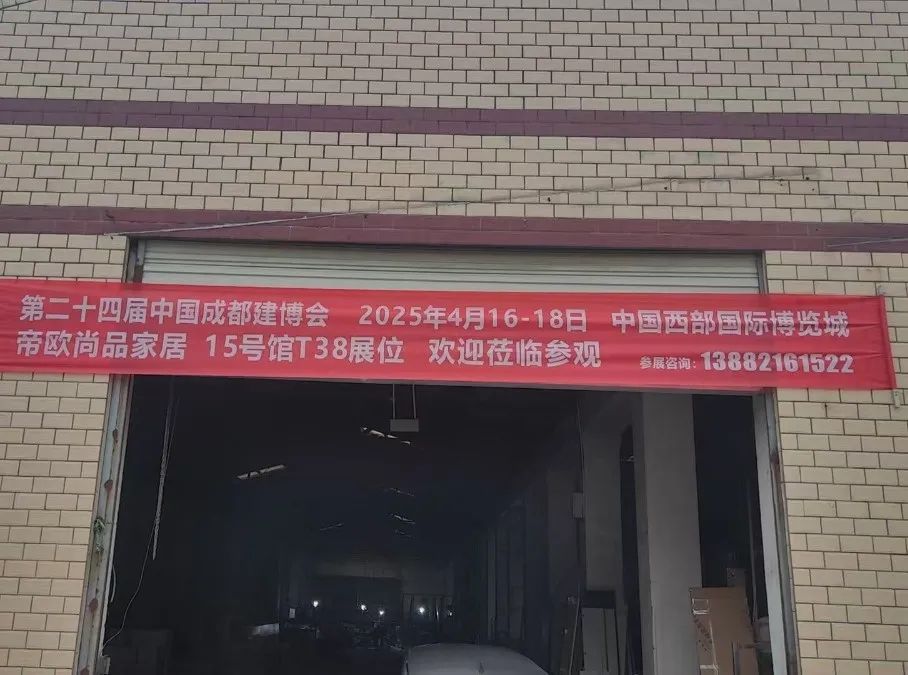 第二十四届中国成都建博会 2025年4月16-18日 中国西部国际博览城
帝欧尚品家居 15号馆T38展位 欢迎莅临参观 参展咨询：13882161522